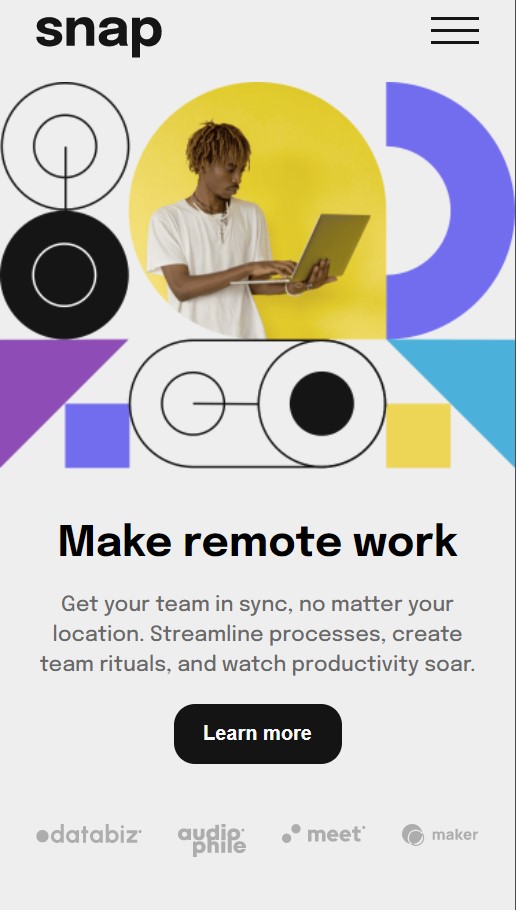 snap
Make remote work
Get your team in sync, no matter your
location. Streamline processes, create
team rituals, and watch productivity soar.
Learn more
databiz
audio
phile
meet
maker